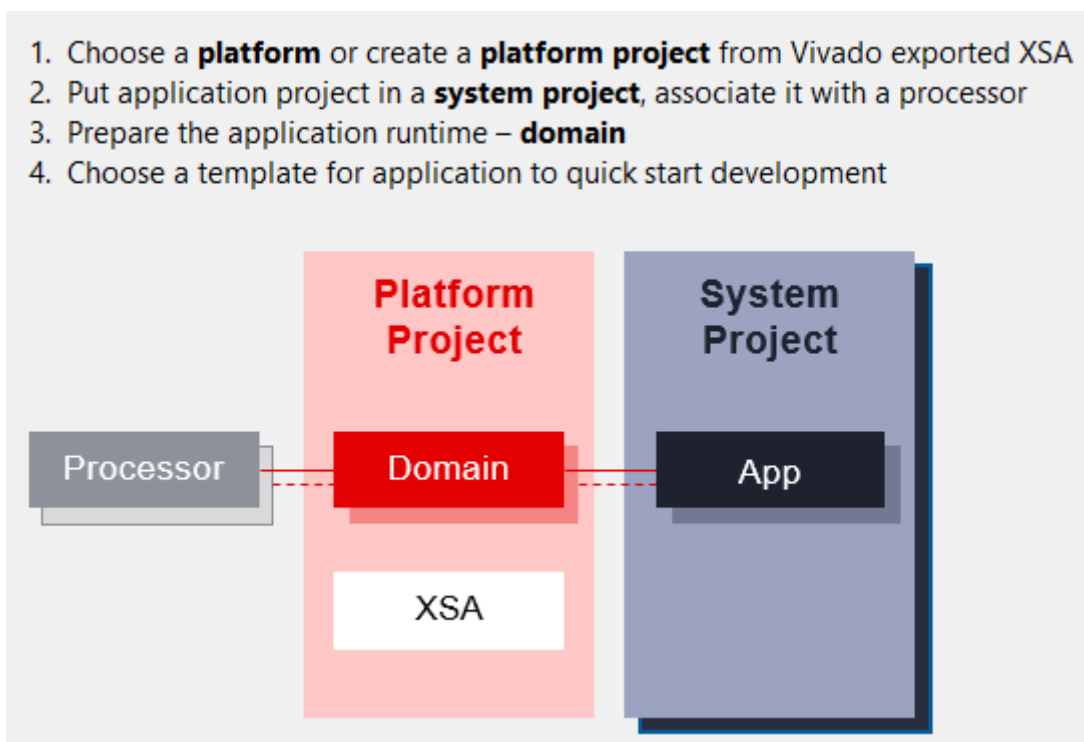 1. Choose a platform or create a platform project from Vivado exported XSA
2. Put application project in a system project, associate it with a processor
3. Prepare the application runtime – domain
4. Choose a template for application to quick start development
Platform
Project
System
Project
Processor
Domain
App
XSA